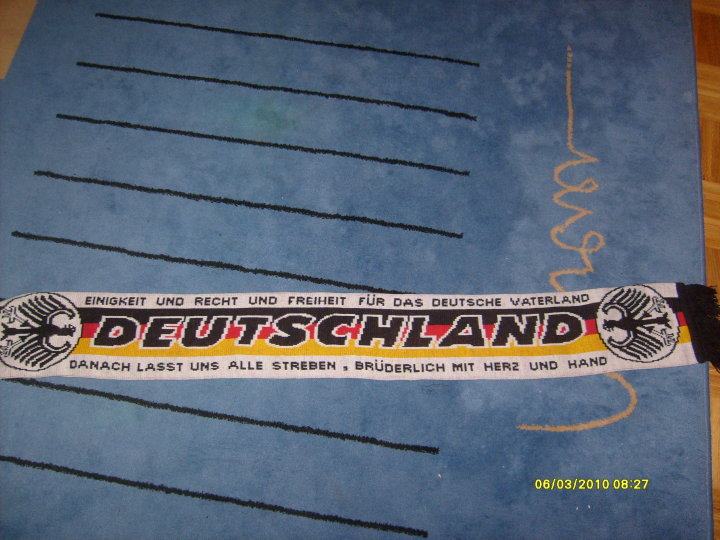 EINIGKEIT UND RECHT UND FREIHEIT FÜR DAS DEUTSCHE VATERLAND
DEUTSCHLAND
DANACH LASST UNS ALLE STREBEN , BRÜDERLICH MIT HERZ UND HAND
06/03/2010 08:27